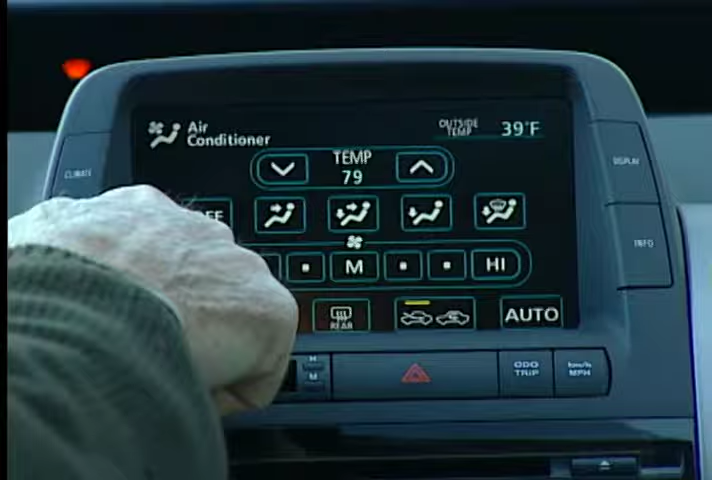 Air
Conditioner
OUTSIDE
TEMP
39°F
TEMP
79
CLIMATE
DISPLAY
INFO
M
HI
REAR
AUTO
H
M
ODO
TRIP
km/h
MPH